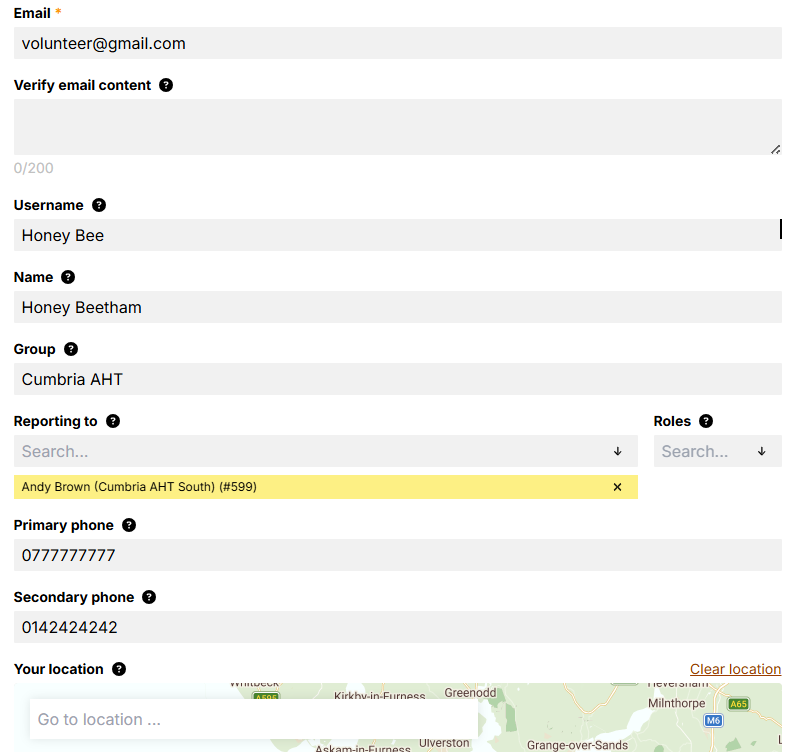 Email *
volunteer@gmail.com
Verify email content ?
0/200
Username ?
Honey Bee
Name ?
Honey Beetham
Group ?
Cumbria AHT
Reporting to ? Roles ?
Search... Search...
Andy Brown (Cumbria AHT South) (#599)
Primary phone ?
0777777777
Secondary phone ?
0142424242
Your location ? Clear location
Whitbeck Heversham
A595 Kirkby-in-Furness Greenodd Milnthorpe A65
Go to location ... M6
Askam-in-Furness Ulverston Grange-over-Sands